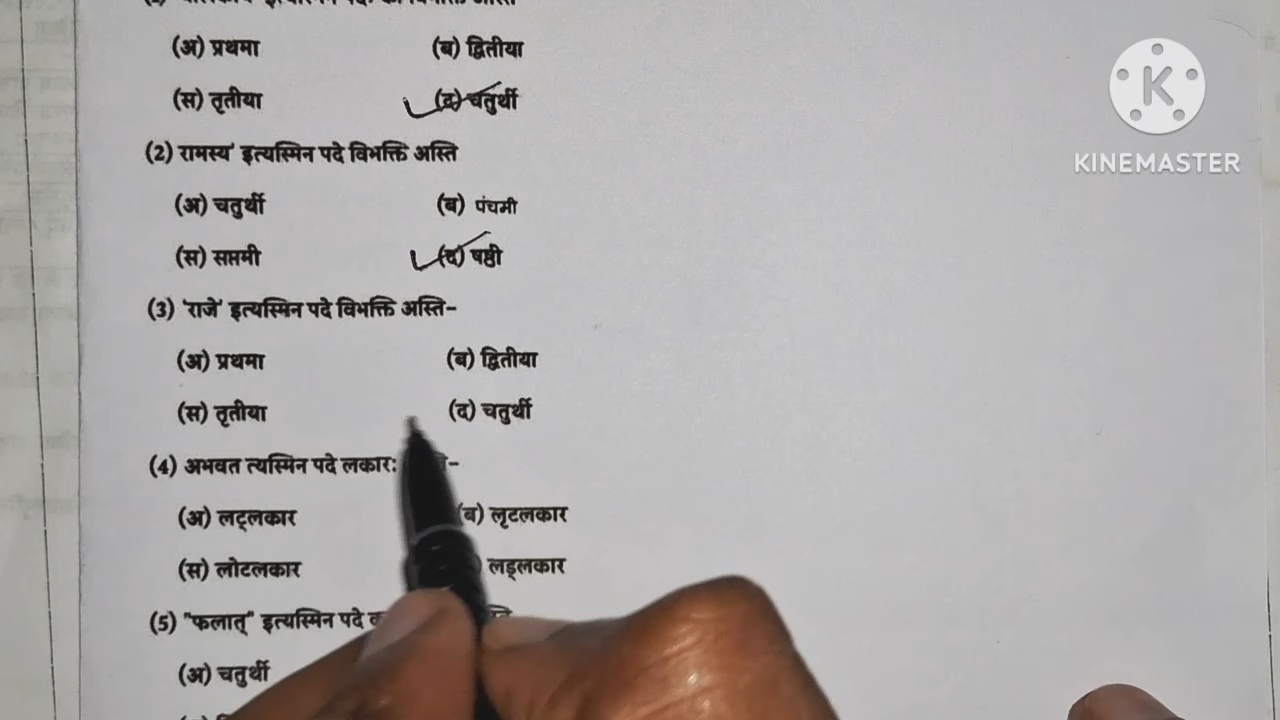 (अ) प्रथमा (ब) द्वितीया
(स) तृतीया (द) चतुर्थी
(2) रामस्य' इत्यस्मिन पदे विभक्ति अस्ति
(अ) चतुर्थी (ब) पंचमी
(स) सप्तमी (द) षष्ठी
(3) 'राजे' इत्यस्मिन पदे विभक्ति अस्ति-
(अ) प्रथमा (ब) द्वितीया
(स) तृतीया (द) चतुर्थी
(4) अभवत त्यस्मिन पदे लकार:
(अ) लट्लकार (ब) लृटलकार
(स) लोटलकार लड्लकार
(5) "फलात्" इत्यस्मिन पदे
(अ) चतुर्थी
K
KINEMASTER